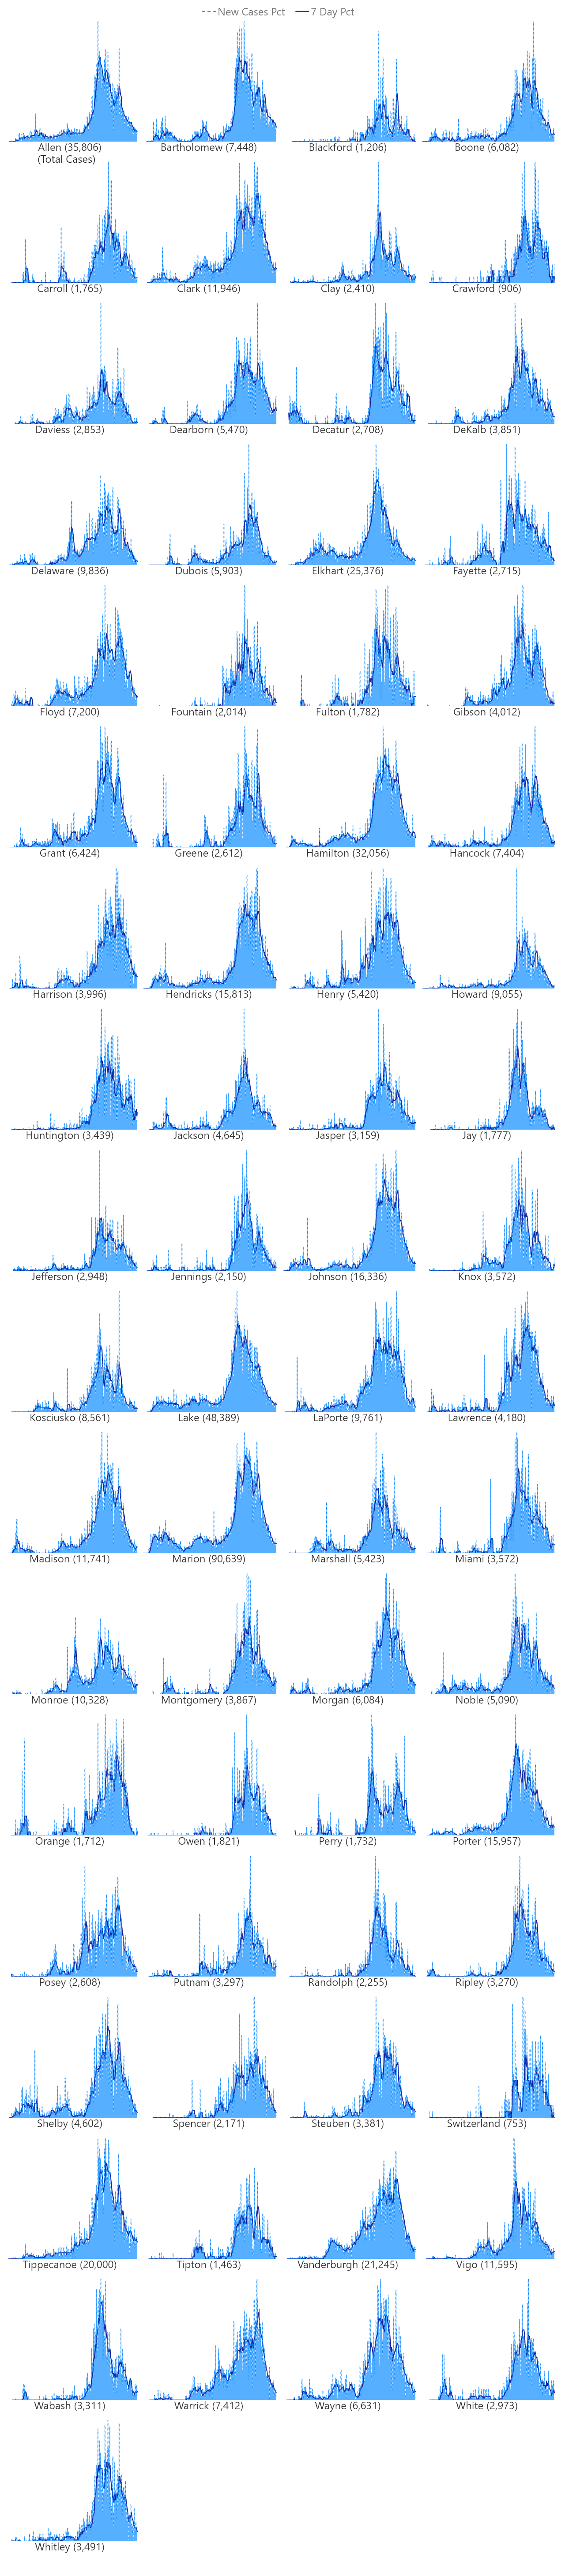 New Cases Pct 7 Day Pct
Allen (35,806) Bartholomew (7,448) Blackford (1,206) Boone (6,082)
(Total Cases)
Carroll (1,765) Clark (11,946) Clay (2,410) Crawford (906)
Daviess (2,853) Dearborn (5,470) Decatur (2,708) DeKalb (3,851)
Delaware (9,836) Dubois (5,903) Elkhart (25,376) Fayette (2,715)
Floyd (7,200) Fountain (2,014) Fulton (1,782) Gibson (4,012)
Grant (6,424) Greene (2,612) Hamilton (32,056) Hancock (7,404)
Harrison (3,996) Hendricks (15,813) Henry (5,420) Howard (9,055)
Huntington (3,439) Jackson (4,645) Jasper (3,159) Jay (1,777)
Jefferson (2,948) Jennings (2,150) Johnson (16,336) Knox (3,572)
Kosciusko (8,561) Lake (48,389) LaPorte (9,761) Lawrence (4,180)
Madison (11,741) Marion (90,639) Marshall (5,423) Miami (3,572)
Monroe (10,328) Montgomery (3,867) Morgan (6,084) Noble (5,090)
Orange (1,712) Owen (1,821) Perry (1,732) Porter (15,957)
Posey (2,608) Putnam (3,297) Randolph (2,255) Ripley (3,270)
Shelby (4,602) Spencer (2,171) Steuben (3,381) Switzerland (753)
Tippecanoe (20,000) Tipton (1,463) Vanderburgh (21,245) Vigo (11,595)
Wabash (3,311) Warrick (7,412) Wayne (6,631) White (2,973)
Whitley (3,491)